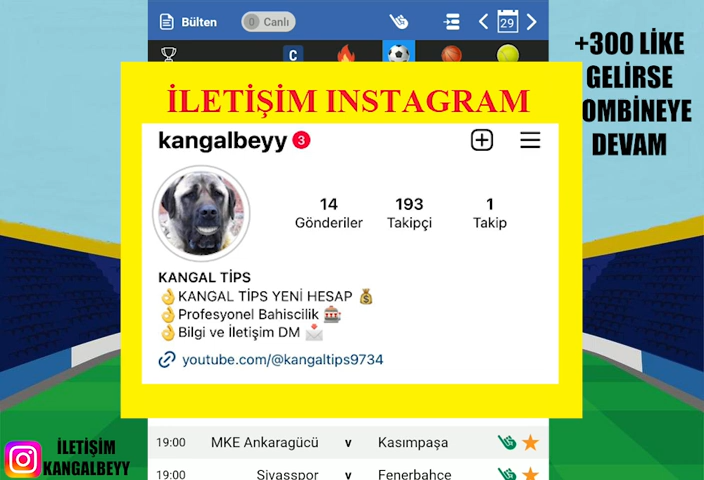 Bülten
0 Canlı
29
C
+300 LİKE
GELİRSE
KOMBİNEYE
DEVAM
İLETİŞİM INSTAGRAM
kangalbeyy 3
14 193 1
Gönderiler Takipçi Takip
KANGAL TİPS
👌KANGAL TİPS YENİ HESAP 💰
👌Profesyonel Bahiscilik 🎰
👌Bilgi ve İletişim DM 📩
youtube.com/@kangaltips9734
19:00 MKE Ankaragücü v Kasımpaşa
19:00 Sivasspor v Fenerbahçe
İLETİŞİM
KANGALBEYY